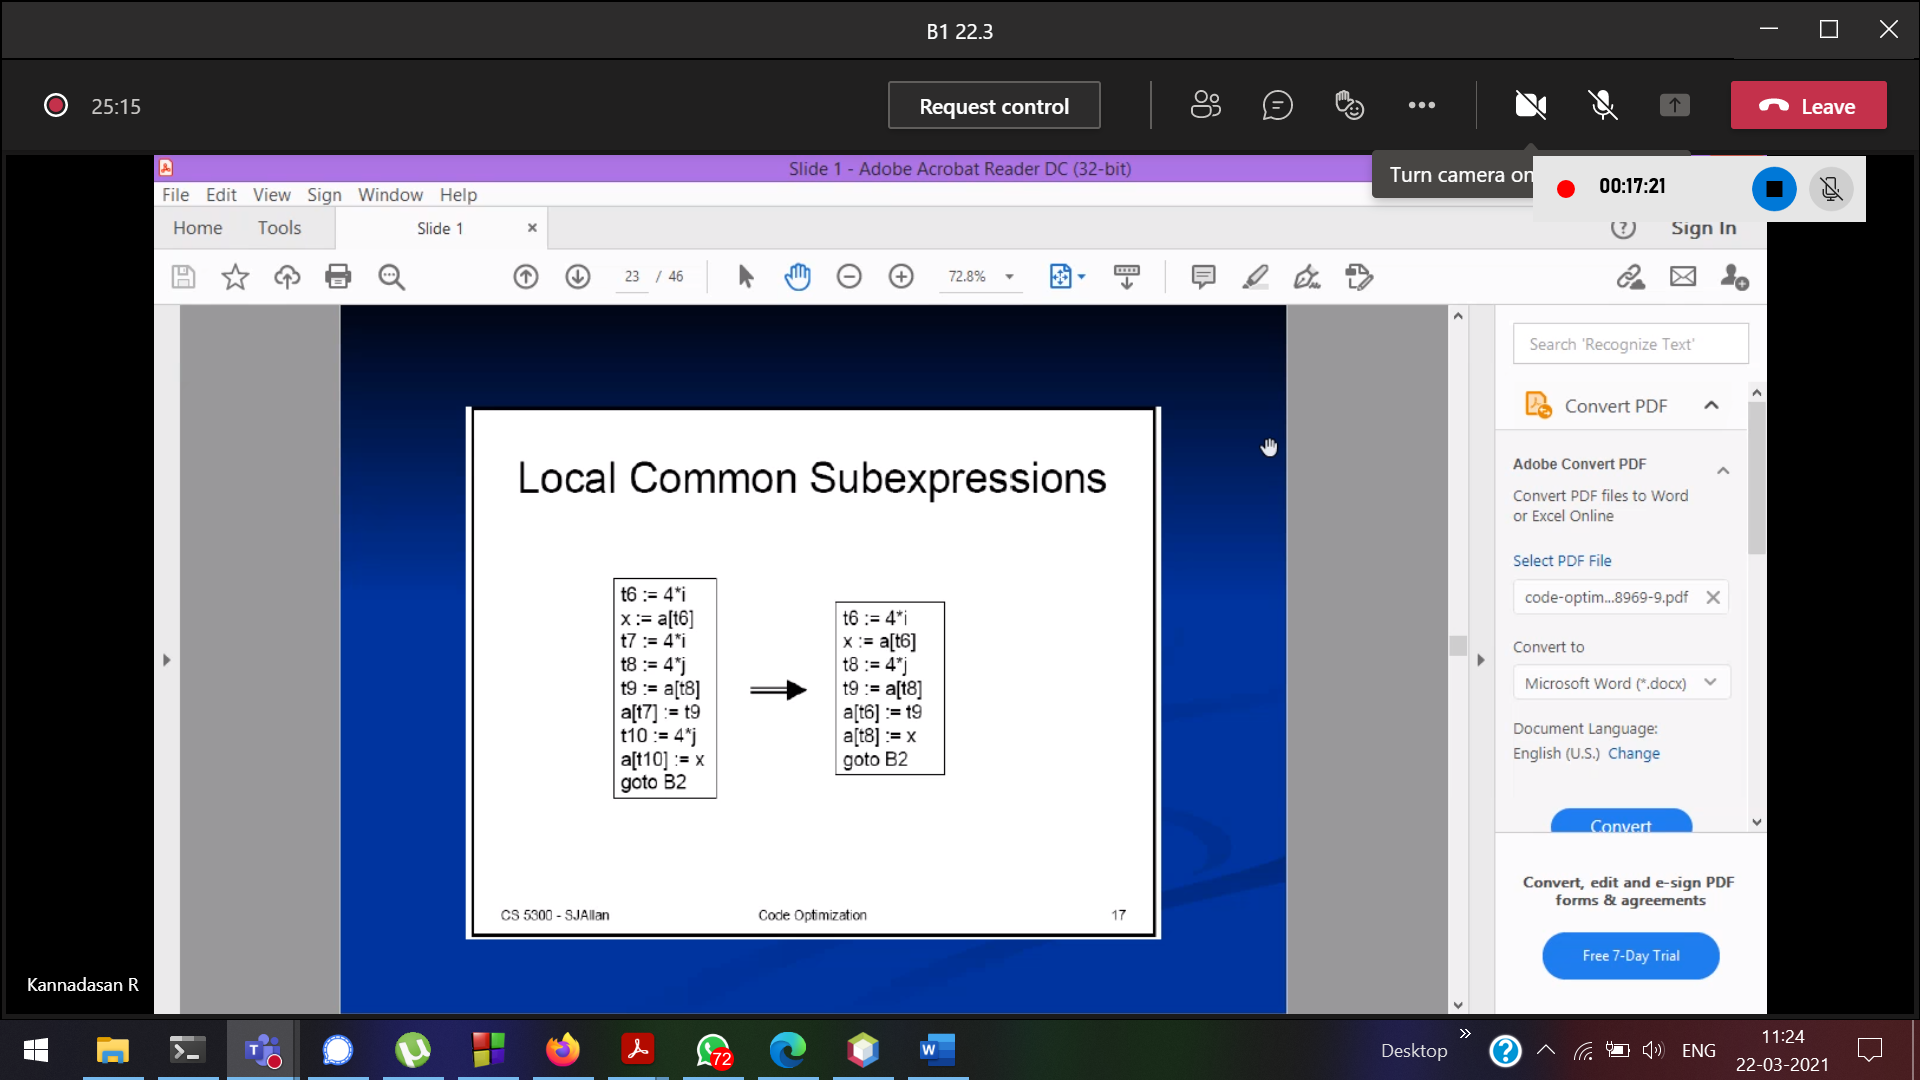 B1 22.3
25:15
Request control
Leave
Turn camera on
00:17:21
Slide 1 - Adobe Acrobat Reader DC (32-bit)
File Edit View Sign Window Help
Home Tools Slide 1
Sign In
23 / 46
72.8%
Search 'Recognize Text'
Convert PDF
Adobe Convert PDF
Convert PDF files to Word
or Excel Online
Select PDF File
code-optim...8969-9.pdf
Convert to
Microsoft Word (*.docx)
Document Language:
English (U.S.) Change
Convert
Convert, edit and e-sign PDF
forms & agreements
Free 7-Day Trial
Local Common Subexpressions
t6 := 4*i
x := a[t6]
t7 := 4*i
t8 := 4*j
t9 := a[t8]
a[t7] := t9
t10 := 4*j
a[t10] := x
goto B2
t6 := 4*i
x := a[t6]
t8 := 4*j
t9 := a[t8]
a[t6] := t9
a[t8] := x
goto B2
CS 5300 - SJAllan
Code Optimization
17
Kannadasan R
72
Desktop
ENG
11:24
22-03-2021